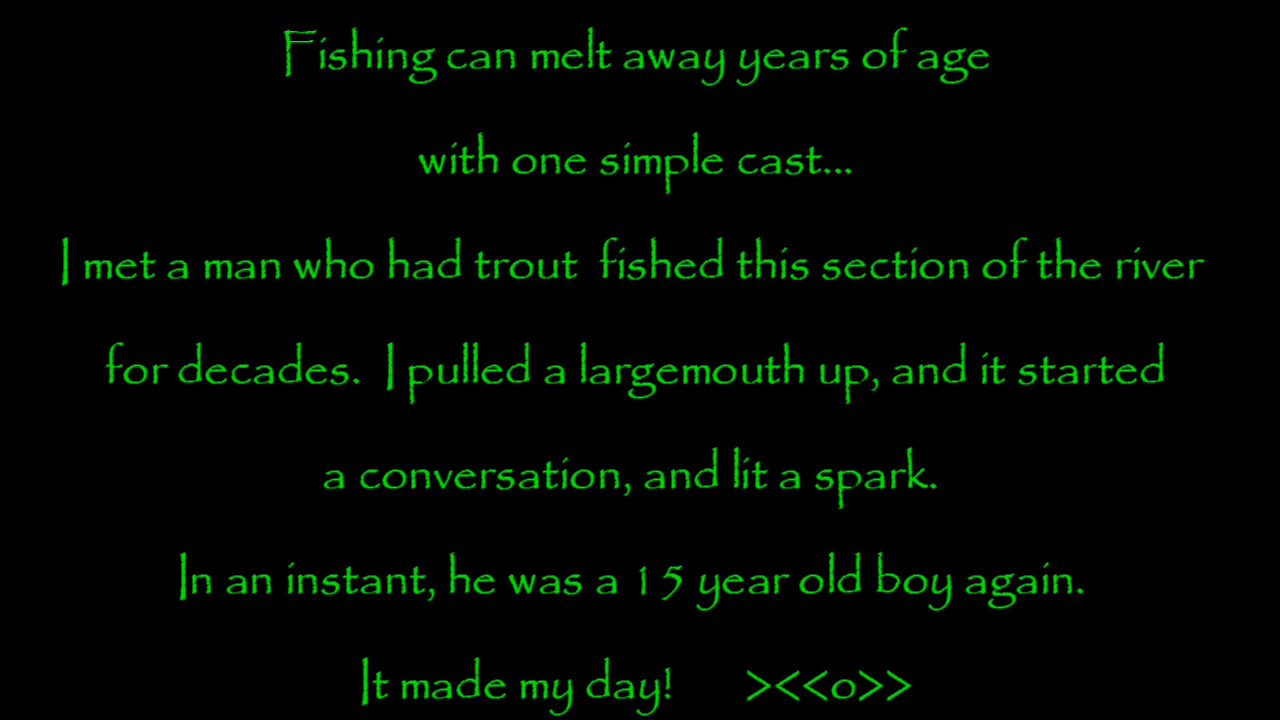 Fishing can melt away years of age
with one simple cast...
I met a man who had trout  fished this section of the river
for decades.  I pulled a largemouth up, and it started
a conversation, and lit a spark.
In an instant, he was a 15 year old boy again.
It made my day!      ><<o>>